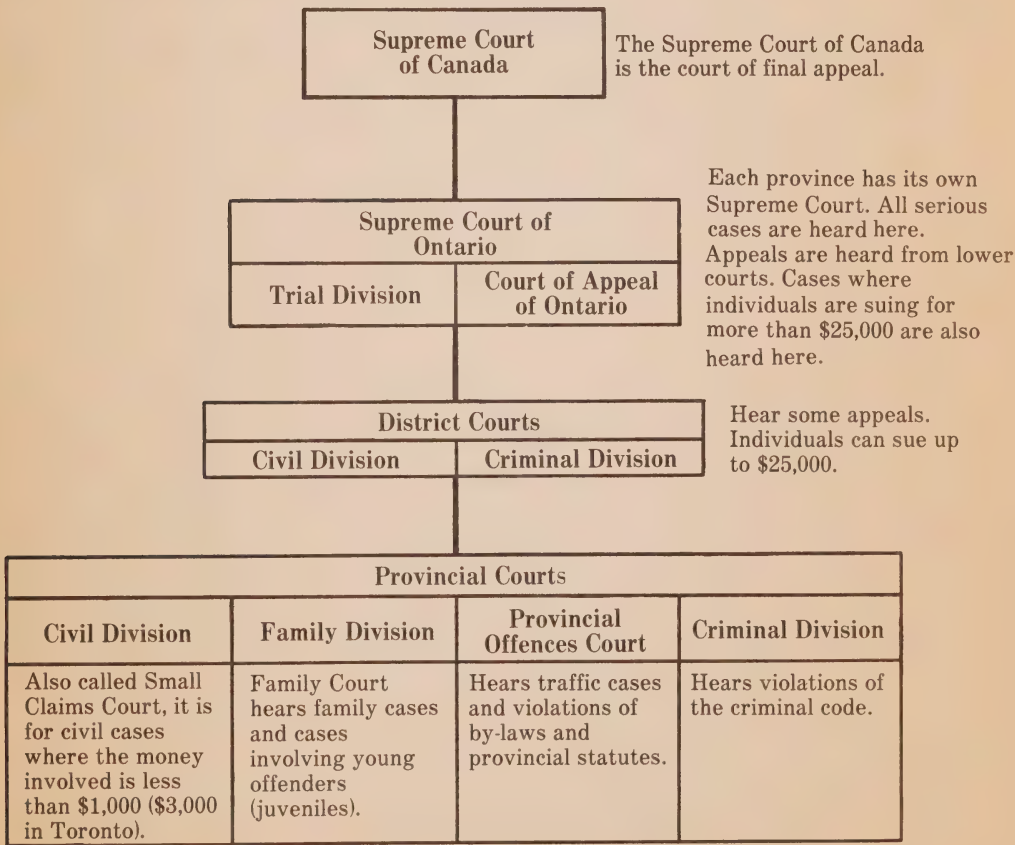 Supreme Court
of Canada
The Supreme Court of Canada
is the court of final appeal.
Supreme Court of
Ontario
Trial Division
Court of Appeal
of Ontario
Each province has its own
Supreme Court. All serious
cases are heard here.
Appeals are heard from lower
courts. Cases where
individuals are suing for
more than $25,000 are also
heard here.
District Courts
Civil Division
Criminal Division
Hear some appeals.
Individuals can sue up
to $25,000.
Provincial Courts
Civil Division
Family Division
Provincial
Offences Court
Criminal Division
Also called Small
Claims Court, it is
for civil cases
where the money
involved is less
than $1,000 ($3,000
in Toronto).
Family Court
hears family cases
and cases
involving young
offenders
(juveniles).
Hears traffic cases
and violations of
by-laws and
provincial statutes.
Hears violations of
the criminal code.